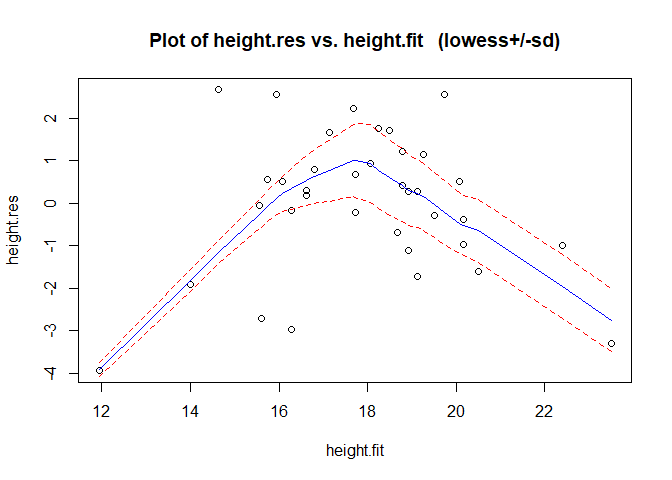 Plot of height.res vs. height.fit (lowess+/-sd)
height.res
2
1
0
-1
-2
-3
-4
12 14 16 18 20 22
height.fit